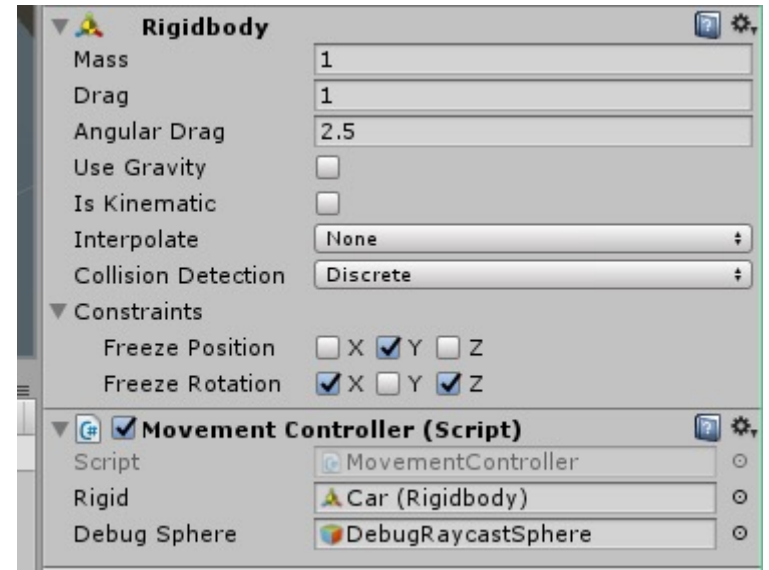 Rigidbody
Mass 1
Drag 1
Angular Drag 2.5
Use Gravity
Is Kinematic
Interpolate None
Collision Detection Discrete
Constraints
Freeze Position X Y Z
Freeze Rotation X Y Z
C# Movement Controller (Script)
Script MovementController
Rigid Car (Rigidbody)
Debug Sphere DebugRaycastSphere